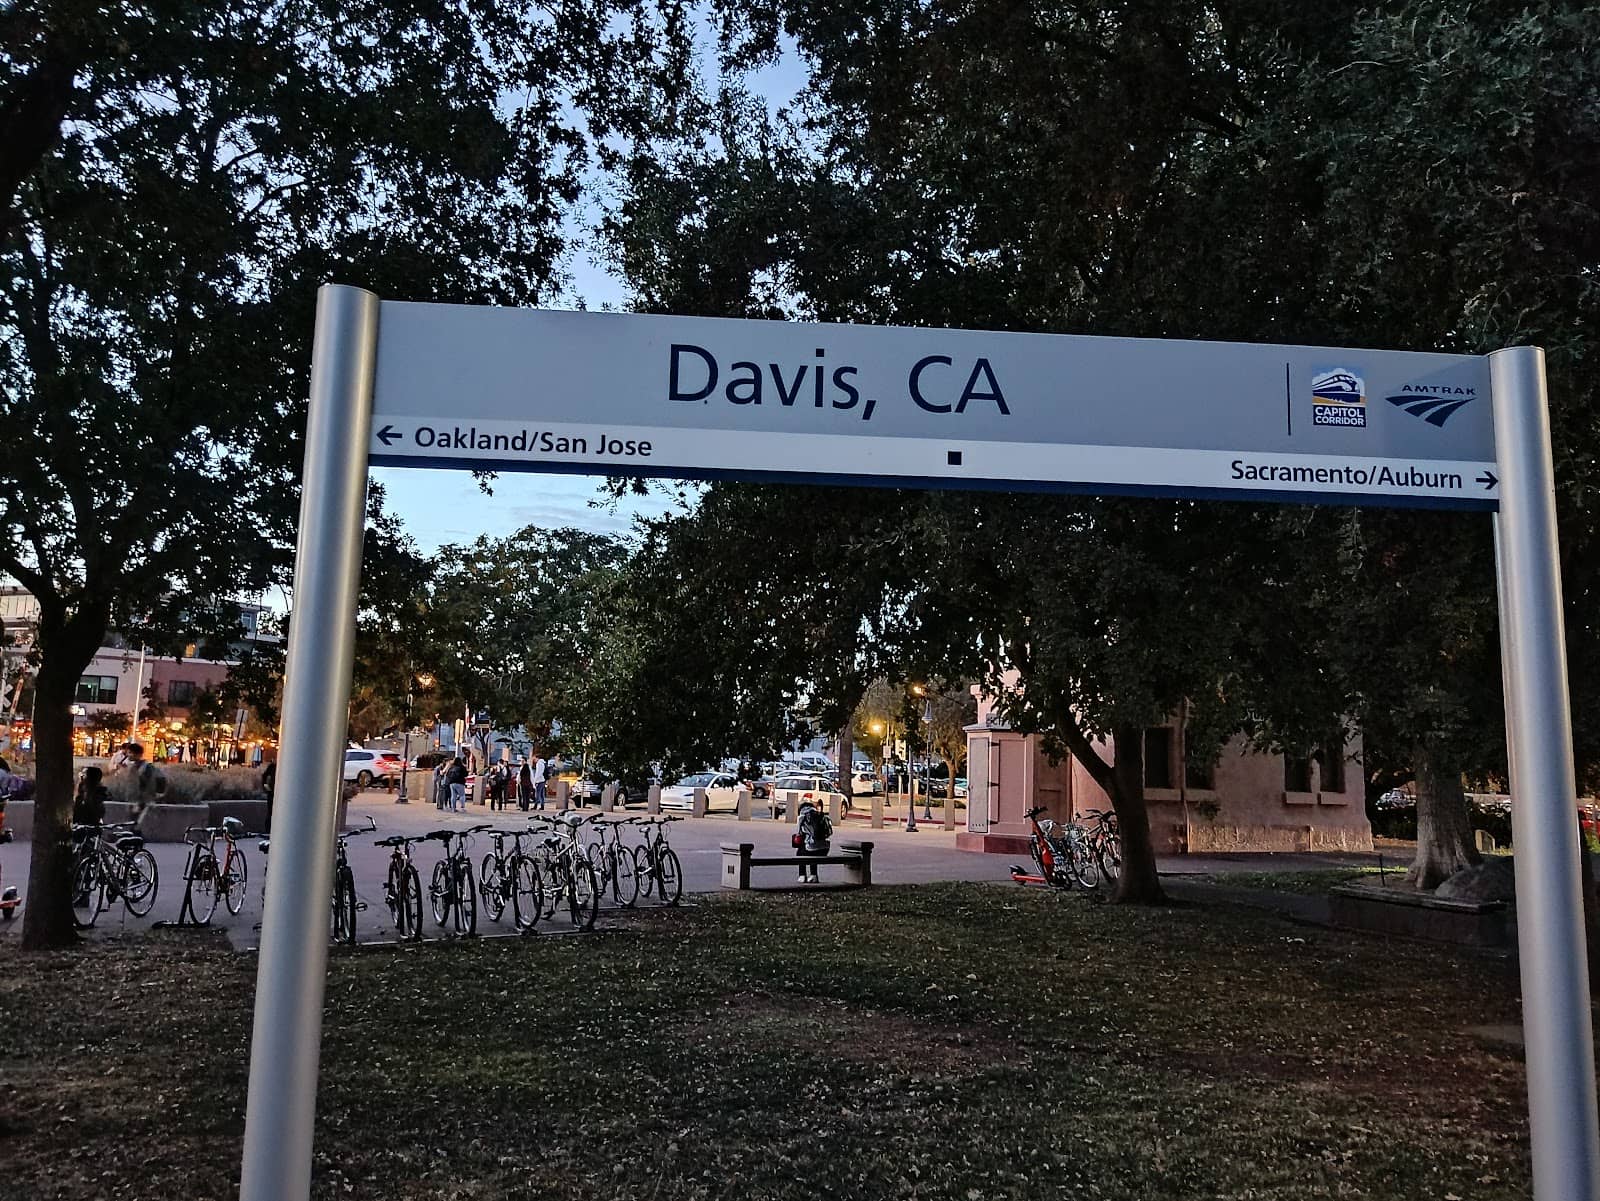 Davis, CA
CAPITOL
CORRIDOR
AMTRAK
← Oakland/San Jose
Sacramento/Auburn →